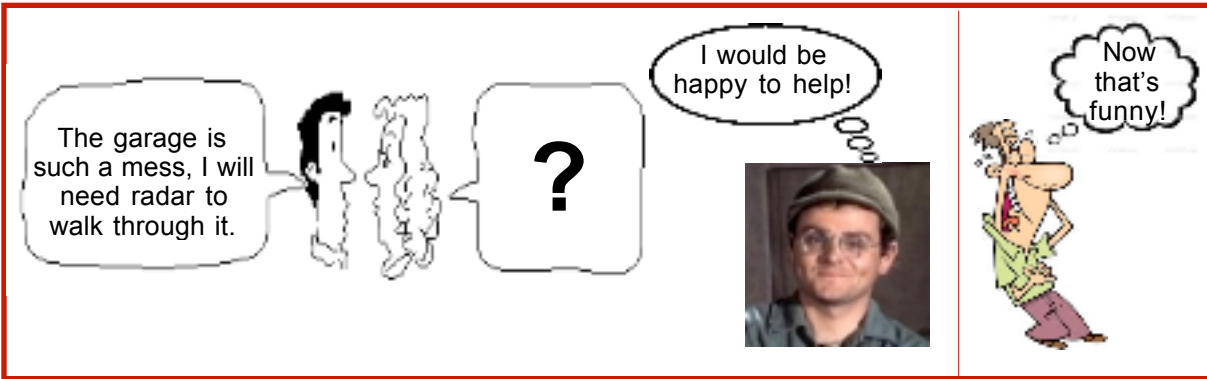 The garage is
such a mess, I will
need radar to
walk through it.
?
I would be
happy to help!
Now
that's
funny!